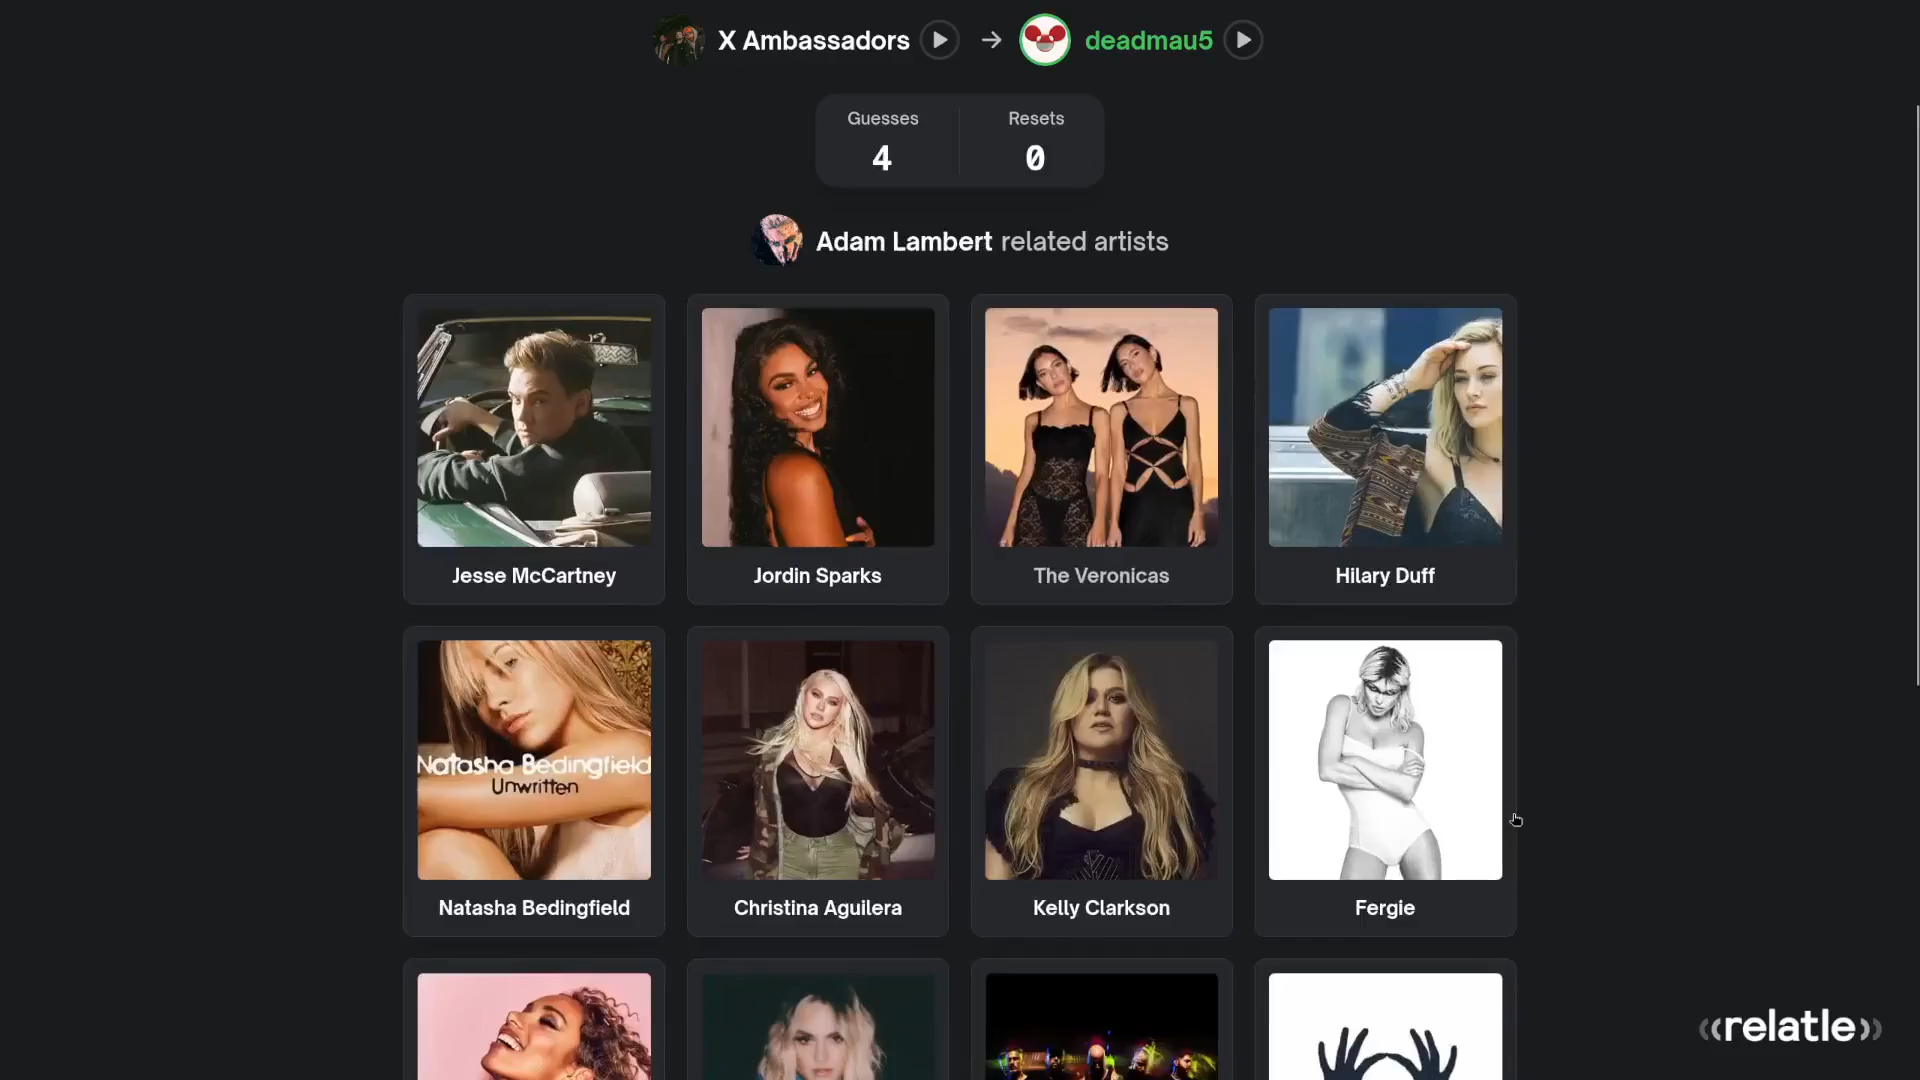 X Ambassadors → deadmau5
Guesses
Resets
4
0
Adam Lambert related artists
Jesse McCartney
Jordin Sparks
The Veronicas
Hilary Duff
Natasha Bedingfield
Unwritten
Natasha Bedingfield
Christina Aguilera
Kelly Clarkson
Fergie
relatle